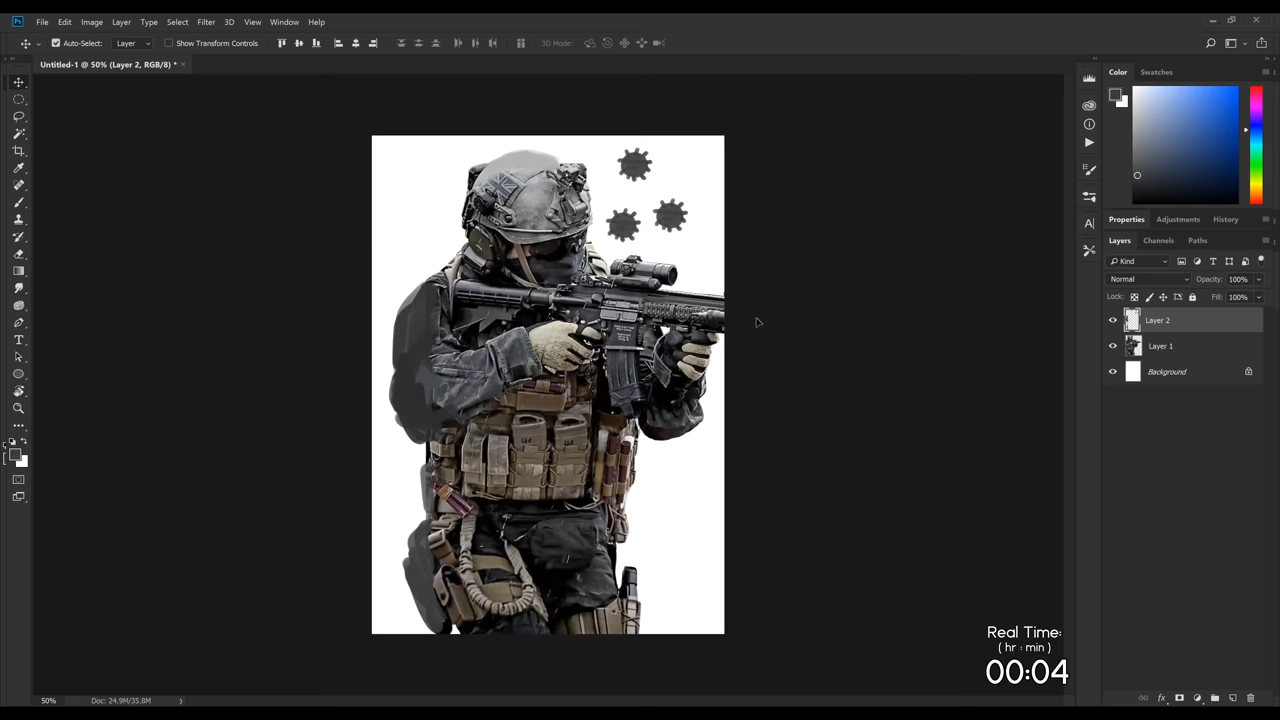 Ps File Edit Image Layer Type Select Filter 3D View Window Help
Auto-Select: Layer Show Transform Controls 3D Mode:
Untitled-1 @ 50% (Layer 2, RGB/8) * ×
Color Swatches
Properties Adjustments History
Layers Channels Paths
Kind
Normal Opacity: 100%
Lock: Fill: 100%
Layer 2
Layer 1
Background
Real Time:
( hr : min )
00:04
50% Doc: 24.9M/35.8M